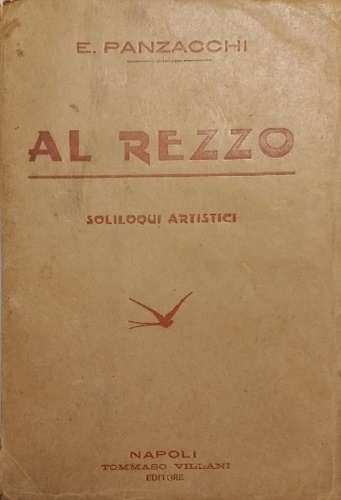 E. PANZACCHI
AL REZZO
SOLILOQUI ARTISTICI
NAPOLI
TOMMASO VILLANI
EDITORE